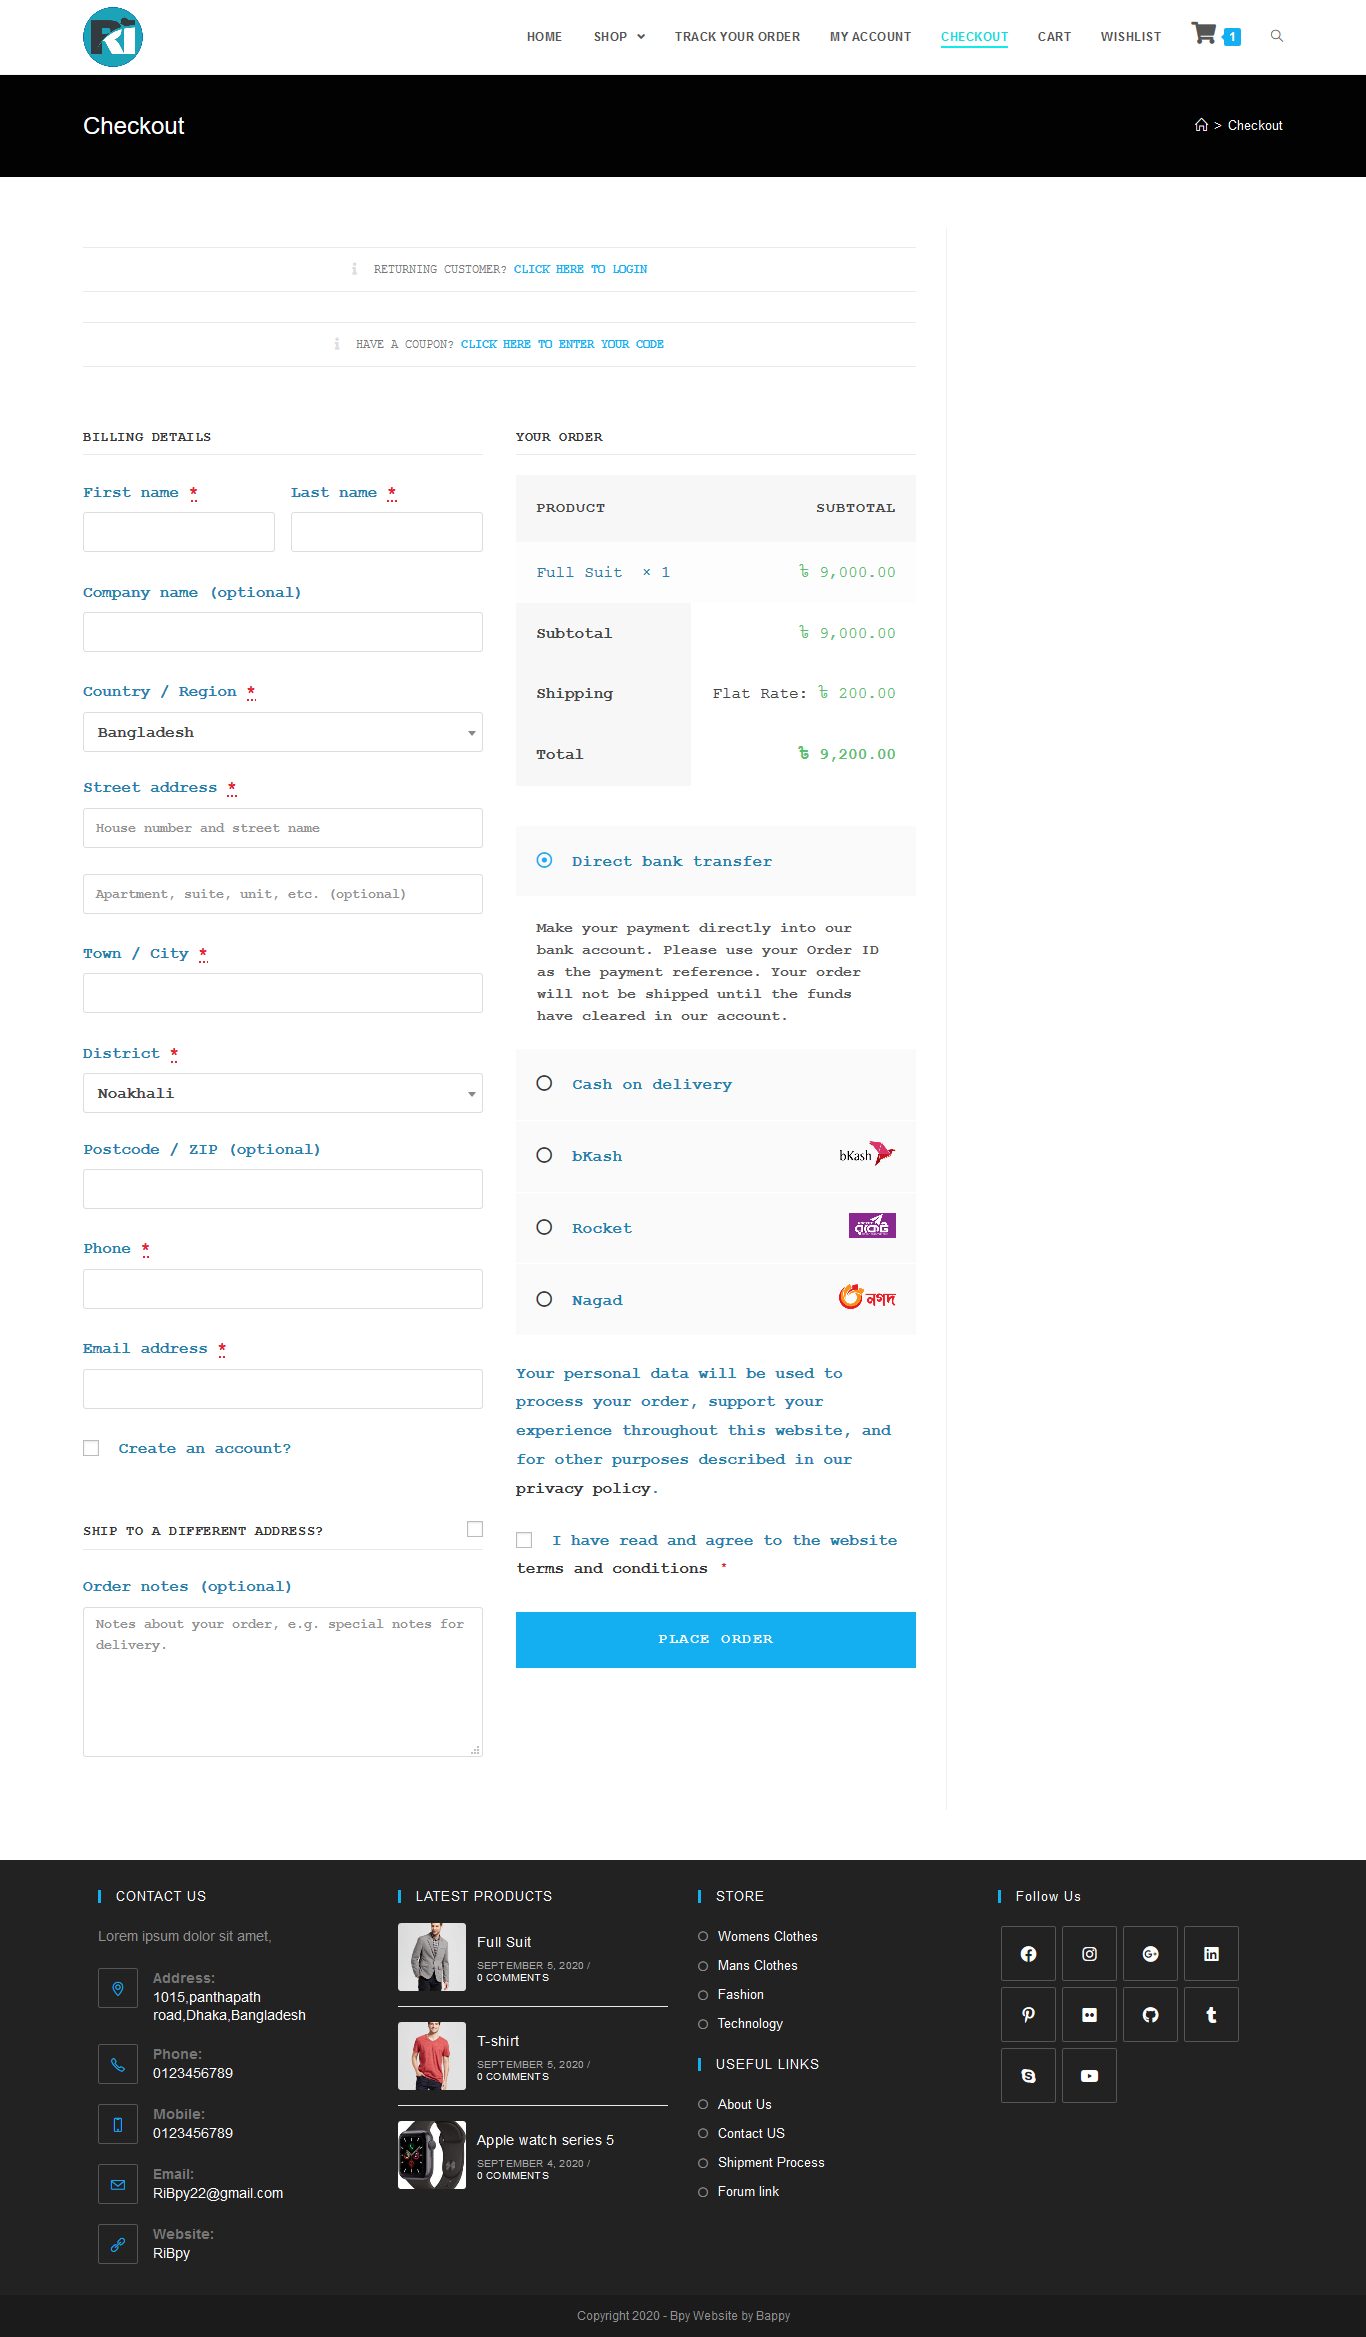 Ri
HOME
SHOP
TRACK YOUR ORDER
MY ACCOUNT
CHECKOUT
CART
WISHLIST
1
Checkout
> Checkout
RETURNING CUSTOMER? CLICK HERE TO LOGIN
HAVE A COUPON? CLICK HERE TO ENTER YOUR CODE
BILLING DETAILS
First name *
Last name *
Company name (optional)
Country / Region *
Bangladesh
Street address *
House number and street name
Apartment, suite, unit, etc. (optional)
Town / City *
District *
Noakhali
Postcode / ZIP (optional)
Phone *
Email address *
Create an account?
SHIP TO A DIFFERENT ADDRESS?
Order notes (optional)
Notes about your order, e.g. special notes for
delivery.
YOUR ORDER
PRODUCT SUBTOTAL
Full Suit × 1 ৳ 9,000.00
Subtotal ৳ 9,000.00
Shipping Flat Rate: ৳ 200.00
Total ৳ 9,200.00
Direct bank transfer
Make your payment directly into our
bank account. Please use your Order ID
as the payment reference. Your order
will not be shipped until the funds
have cleared in our account.
Cash on delivery
bKash bKash
Rocket রকেট
Nagad নগদ
Your personal data will be used to
process your order, support your
experience throughout this website, and
for other purposes described in our
privacy policy.
I have read and agree to the website
terms and conditions *
PLACE ORDER
CONTACT US
Lorem ipsum dolor sit amet,
Address:
1015,panthapath
road,Dhaka,Bangladesh
Phone:
0123456789
Mobile:
0123456789
Email:
RiBpy22@gmail.com
Website:
RiBpy
LATEST PRODUCTS
Full Suit
SEPTEMBER 5, 2020 /
0 COMMENTS
T-shirt
SEPTEMBER 5, 2020 /
0 COMMENTS
Apple watch series 5
SEPTEMBER 4, 2020 /
0 COMMENTS
STORE
Womens Clothes
Mans Clothes
Fashion
Technology
USEFUL LINKS
About Us
Contact US
Shipment Process
Forum link
Follow Us
Copyright 2020 - Bpy Website by Bappy